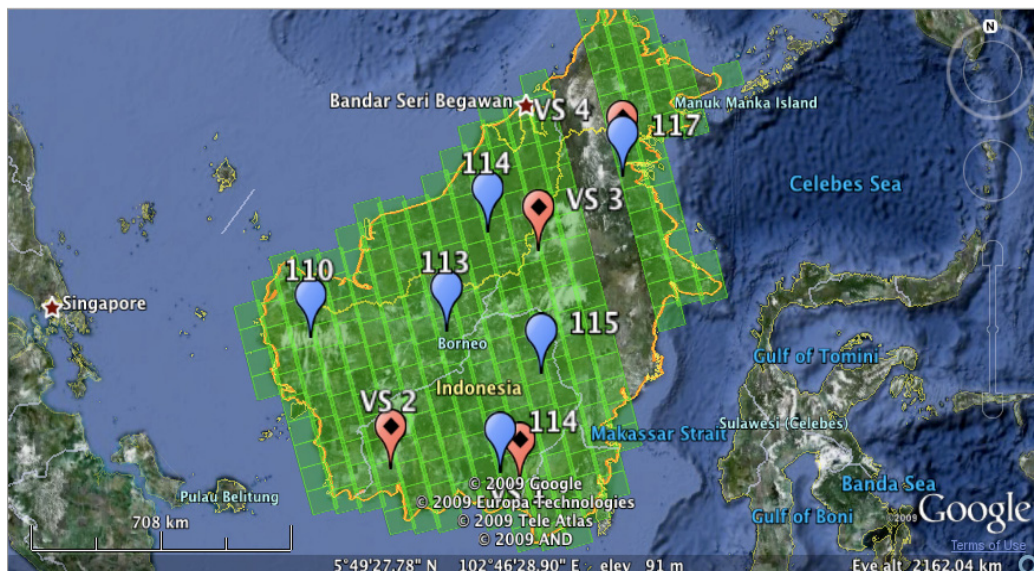 N
Bandar Seri Begawan
VS 4
Manuk Manka Island
117
114
Celebes Sea
VS 3
110
113
Singapore
115
Borneo
Gulf of Tomini
Indonesia
VS 2
114
Makassar Strait
Sulawesi (Celebes)
© 2009 Google
Banda Sea
Pulau Belitung
VS 1
© 2009 Europa Technologies
Google
708 km
© 2009 Tele Atlas
2009
Gulf of Boni
© 2009 AND
Terms of Use
5°49'27.78" N 102°46'28.90" E elev 91 m
Eye alt 2162.04 km